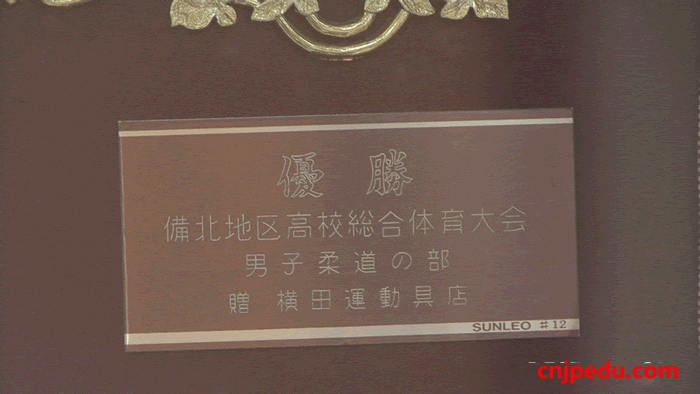 優勝
備北地区高校総合体育大会
男子柔道の部
贈 横田運動具店
SUNLEO #12
cnjpedu.com